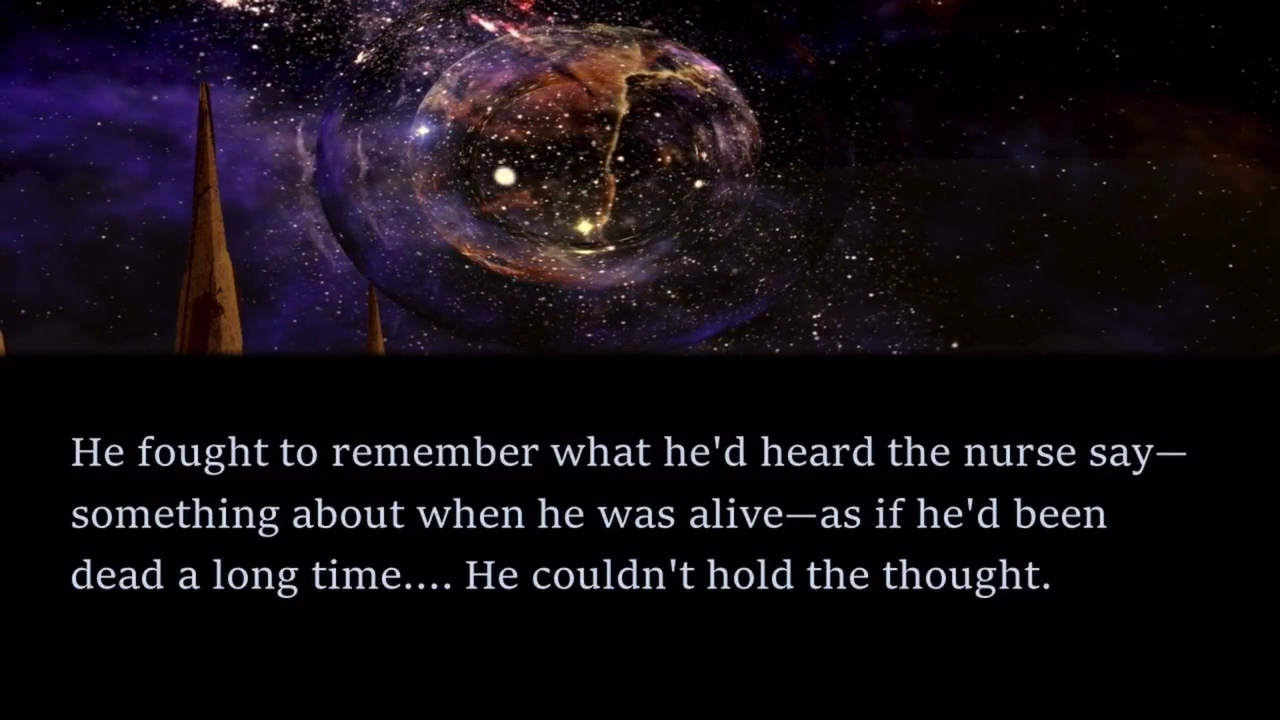 He fought to remember what he'd heard the nurse say—
something about when he was alive—as if he'd been
dead a long time.... He couldn't hold the thought.